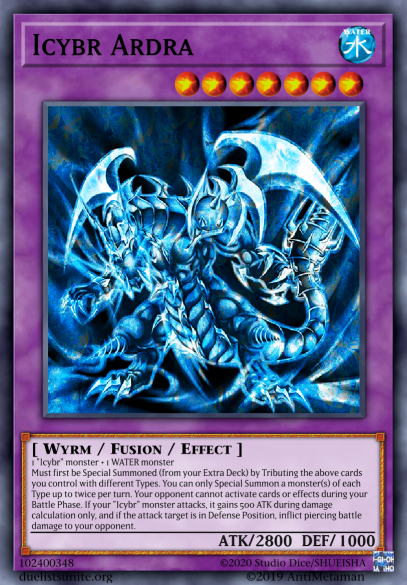 Icybr Ardra
WATER
水
[ Wyrm / Fusion / Effect ]
1 "Icybr" monster + 1 WATER monster
Must first be Special Summoned (from your Extra Deck) by Tributing the above cards
you control with different Types. You can only Special Summon a monster(s) of each
Type up to twice per turn. Your opponent cannot activate cards or effects during your
Battle Phase. If your "Icybr" monster attacks, it gains 500 ATK during damage
calculation only, and if the attack target is in Defense Position, inflict piercing battle
damage to your opponent.
ATK/2800 DEF/1000
102400348
©2020 Studio Dice/SHUEISHA
duelistsunite.org
©2019 AntiMetaman